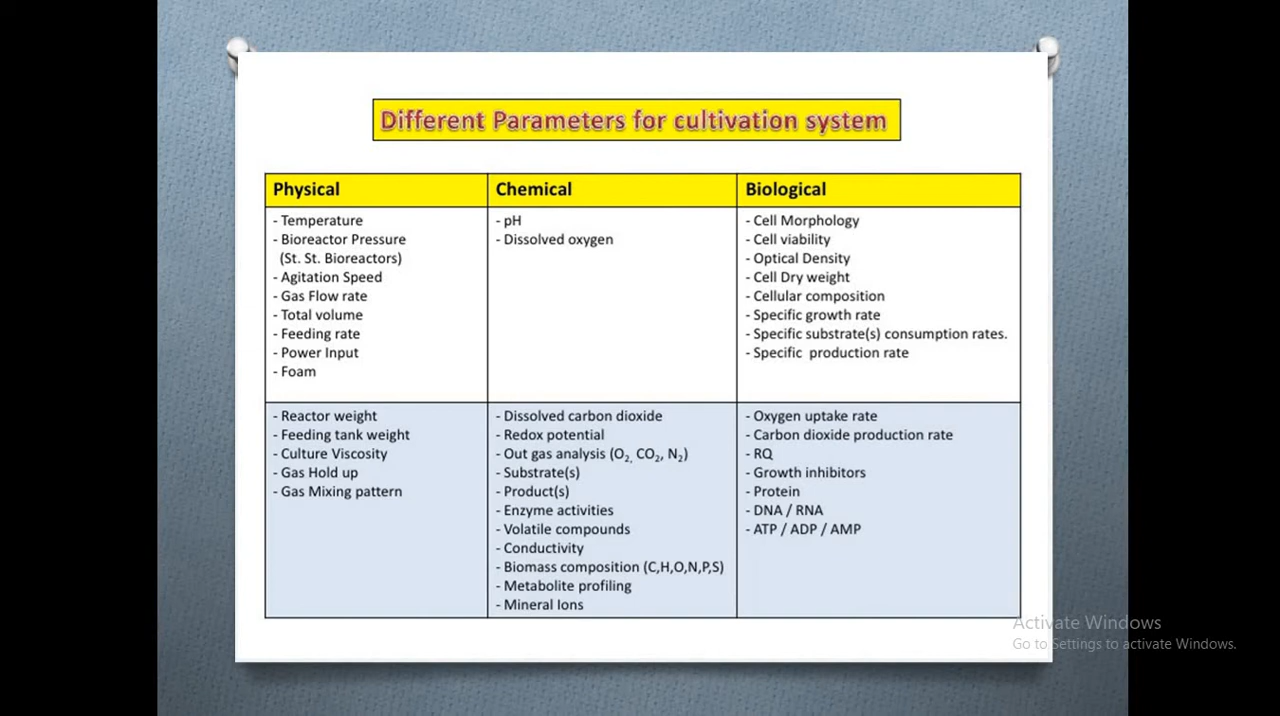 Different Parameters for cultivation system
Physical
- Temperature
- Bioreactor Pressure
(St. St. Bioreactors)
- Agitation Speed
- Gas Flow rate
- Total volume
- Feeding rate
- Power Input
- Foam
Chemical
- pH
- Dissolved oxygen
Biological
- Cell Morphology
- Cell viability
- Optical Density
- Cell Dry weight
- Cellular composition
- Specific growth rate
- Specific substrate(s) consumption rates.
- Specific production rate
- Reactor weight
- Feeding tank weight
- Culture Viscosity
- Gas Hold up
- Gas Mixing pattern
- Dissolved carbon dioxide
- Redox potential
- Out gas analysis (O₂, CO₂, N₂)
- Substrate(s)
- Product(s)
- Enzyme activities
- Volatile compounds
- Conductivity
- Biomass composition (C,H,O,N,P,S)
- Metabolite profiling
- Mineral Ions
- Oxygen uptake rate
- Carbon dioxide production rate
- RQ
- Growth inhibitors
- Protein
- DNA / RNA
- ATP / ADP / AMP
Activate Windows
Go to Settings to activate Windows.